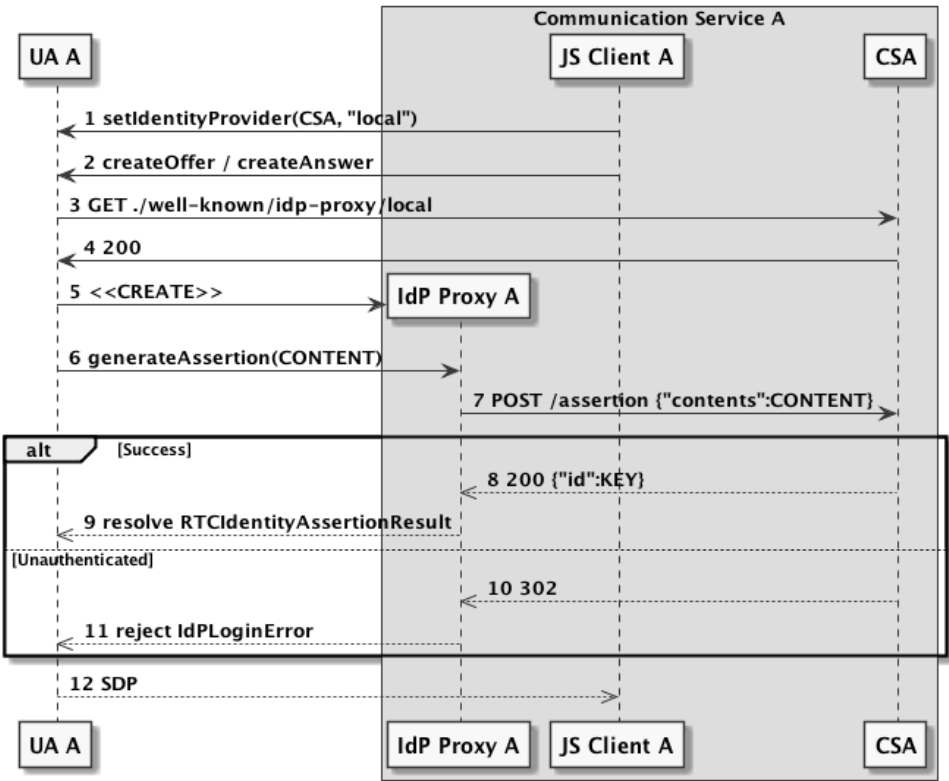 Communication Service A
UA A
JS Client A
CSA
1 setIdentityProvider(CSA, "local")
2 createOffer / createAnswer
3 GET ./well-known/idp-proxy/local
4 200
5 <<CREATE>>
IdP Proxy A
6 generateAssertion(CONTENT)
7 POST /assertion {"contents":CONTENT}
alt [Success]
8 200 {"id":KEY}
9 resolve RTCIdentityAssertionResult
[Unauthenticated]
10 302
11 reject IdPLoginError
12 SDP
UA A
IdP Proxy A
JS Client A
CSA